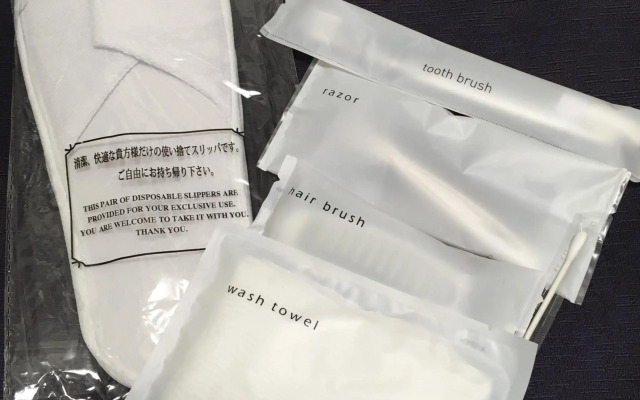 清潔、快適な貴方様だけの使い捨てスリッパです。
ご自由にお持ち帰り下さい。
THIS PAIR OF DISPOSABLE SLIPPERS ARE
PROVIDED FOR YOUR EXCLUSIVE USE.
YOU ARE WELCOME TO TAKE IT WITH YOU.
THANK YOU.
tooth brush
razor
hair brush
wash towel